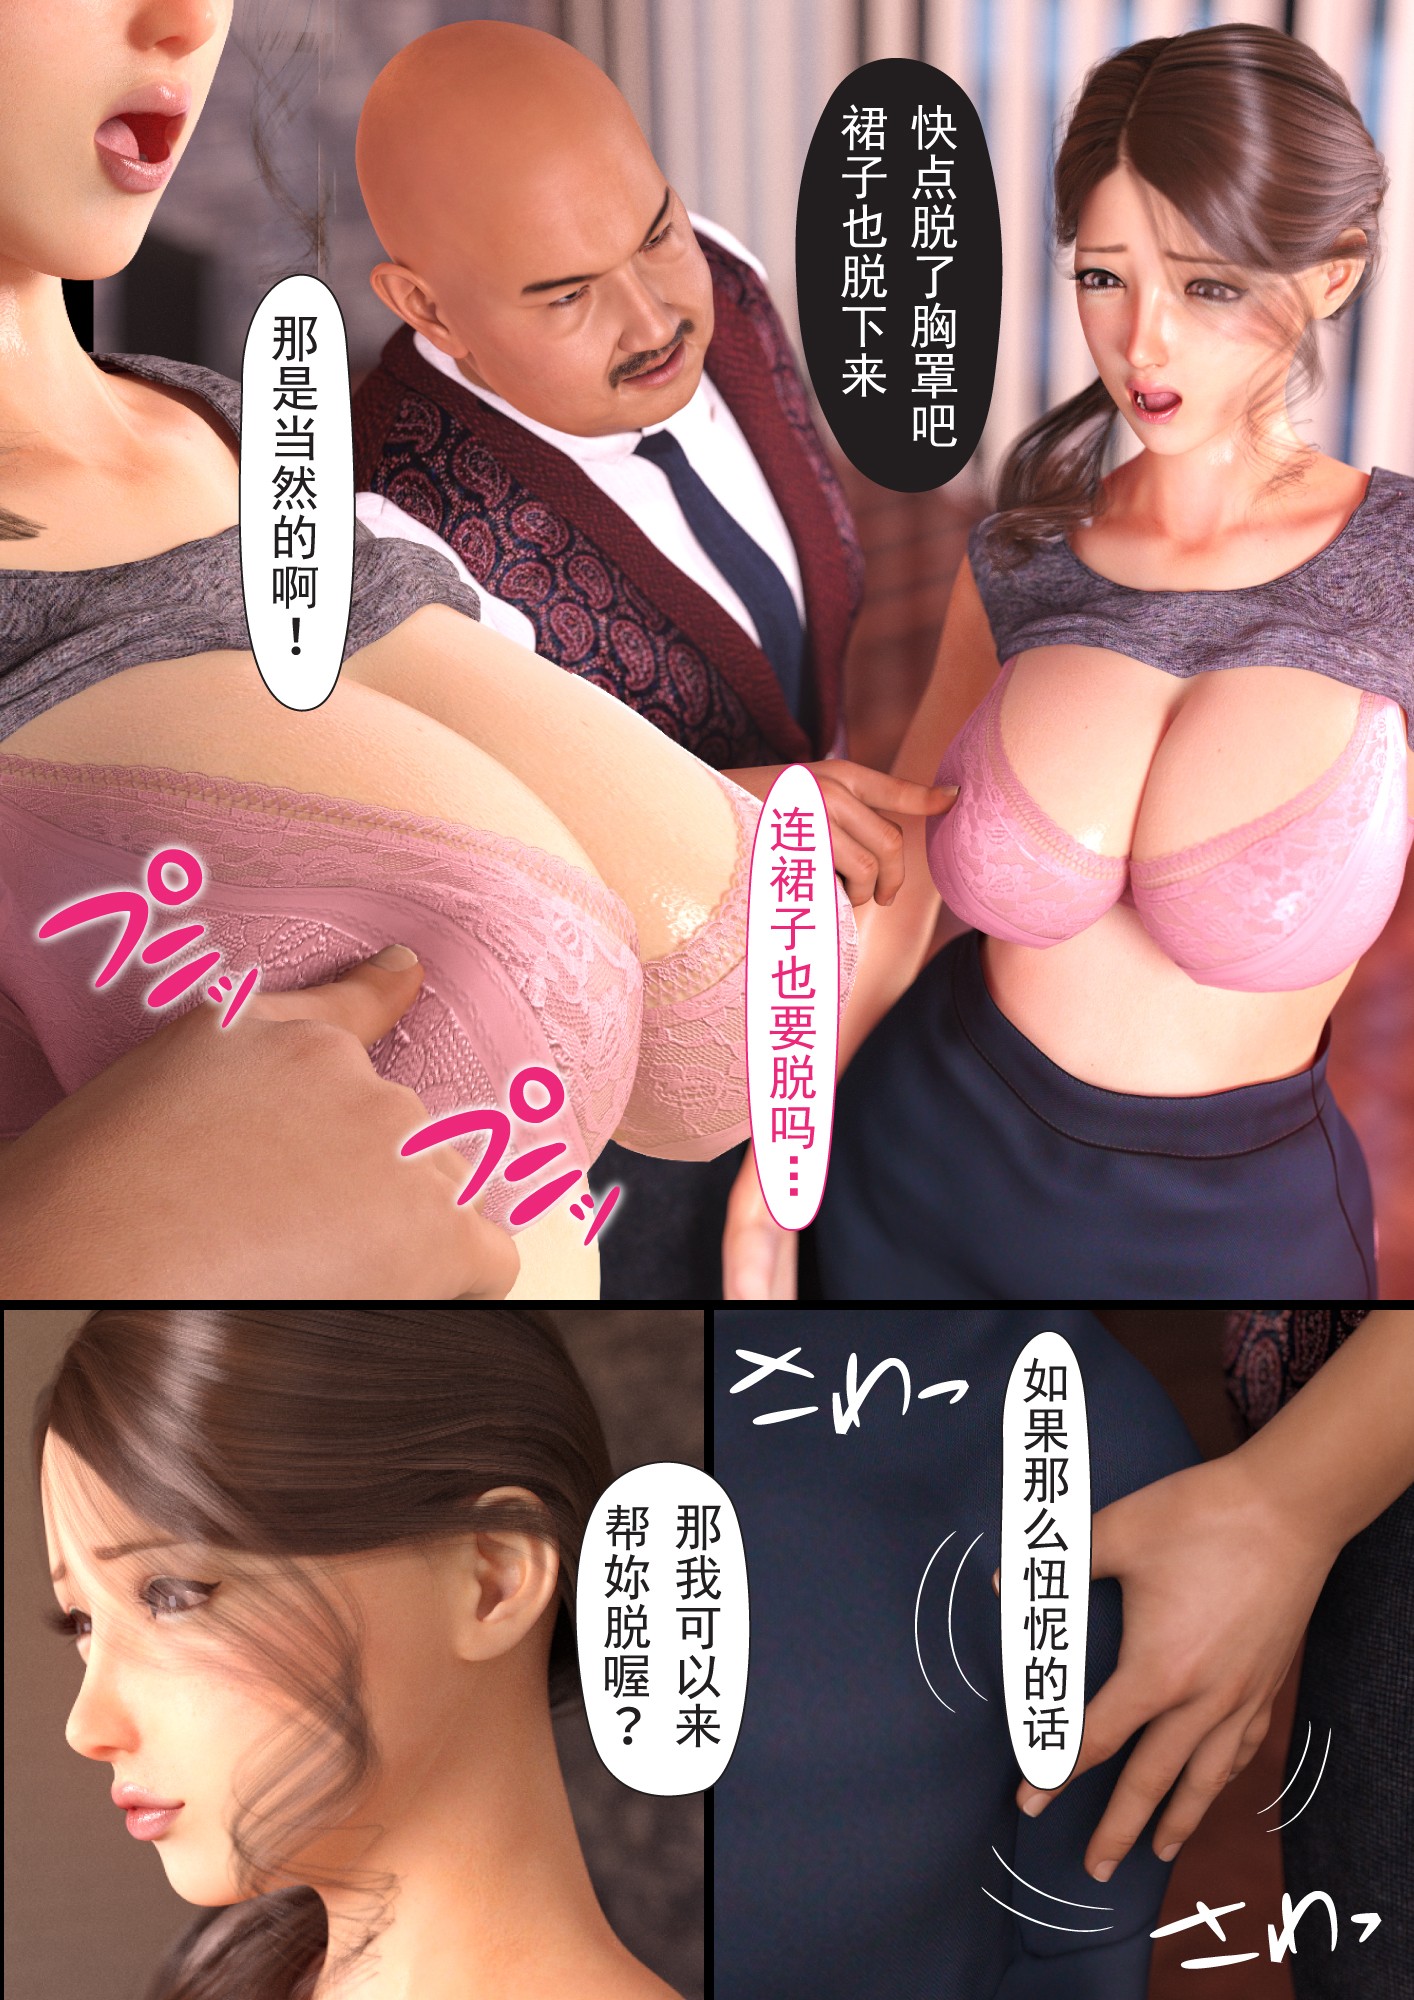 快点脱了胸罩吧
裙子也脱下来
那是当然的啊！
连裙子也要脱吗…
プニッ
プニッ
如果那么忸怩的话
さわっ
さわっ
那我可以来
帮妳脱喔？